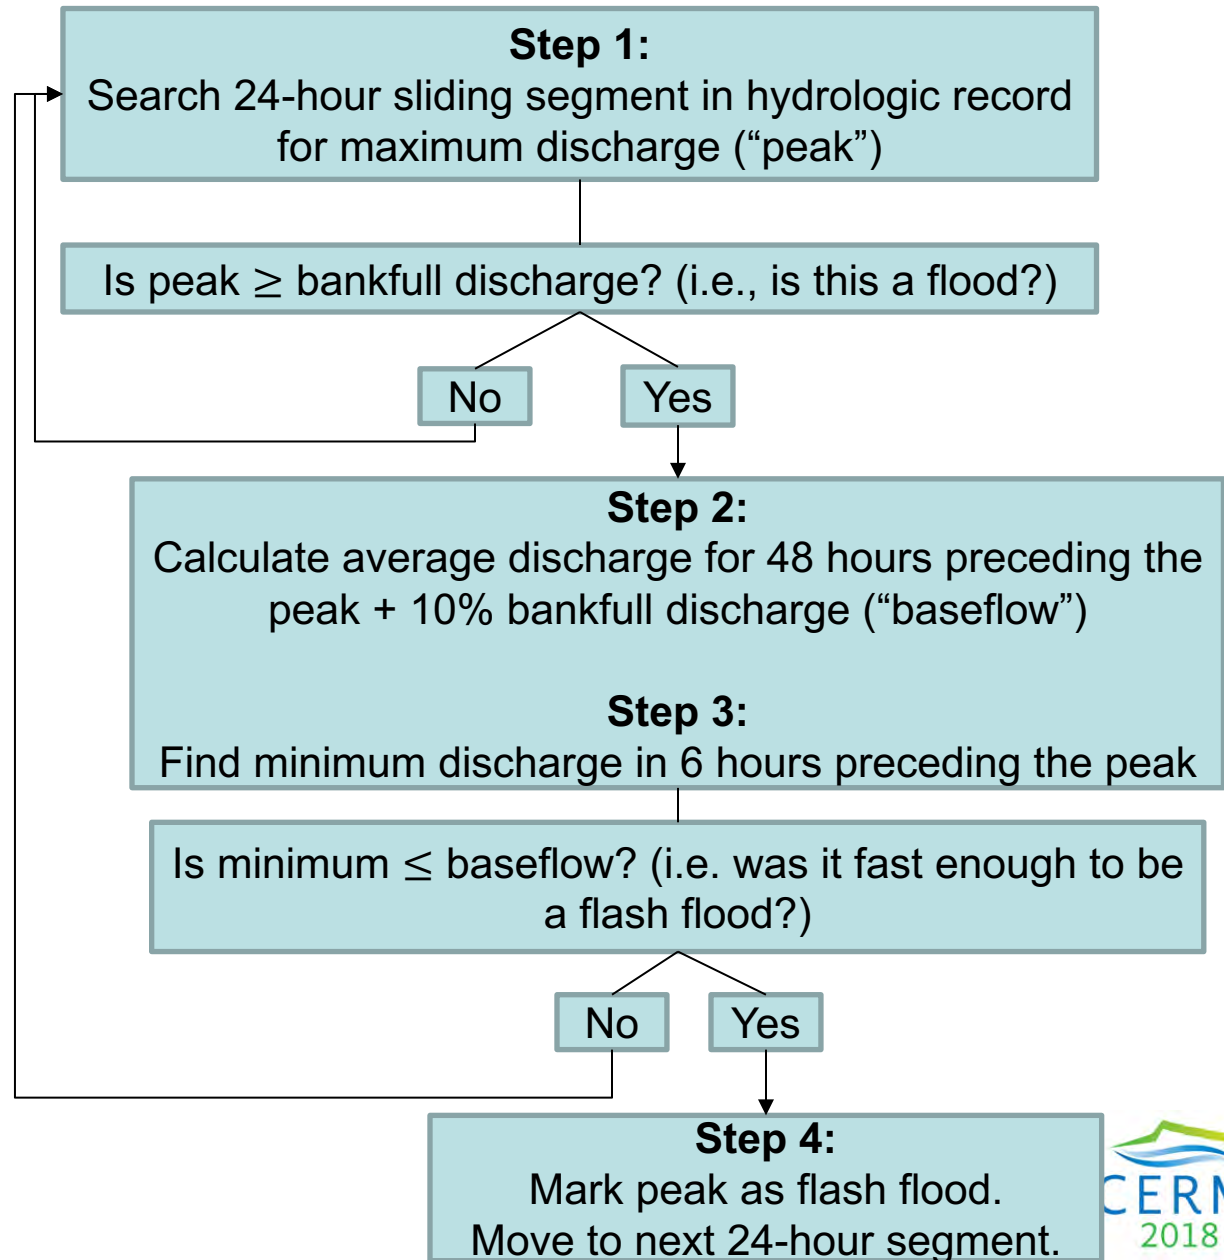 Step 1:
Search 24-hour sliding segment in hydrologic record
for maximum discharge (“peak”)
Is peak ≥ bankfull discharge? (i.e., is this a flood?)
No
Yes
Step 2:
Calculate average discharge for 48 hours preceding the
peak + 10% bankfull discharge (“baseflow”)
Step 3:
Find minimum discharge in 6 hours preceding the peak
Is minimum ≤ baseflow? (i.e. was it fast enough to be
a flash flood?)
No
Yes
Step 4:
Mark peak as flash flood.
Move to next 24-hour segment.
2018